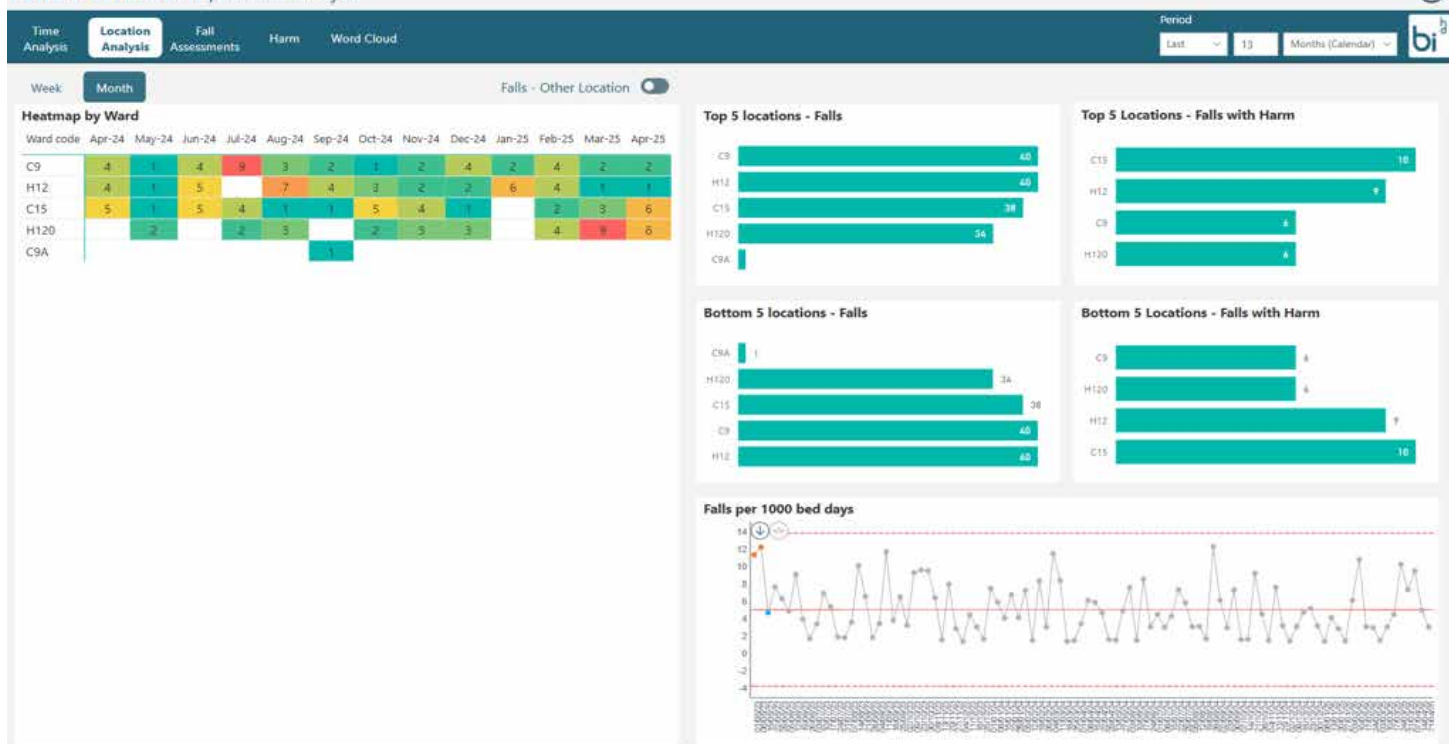 Time Analysis
Location Analysis
Fall Assessments
Harm
Word Cloud
Period
Last
13
Months (Calendar)
bi
Week
Month
Falls - Other Location
Heatmap by Ward
Ward code Apr-24 May-24 Jun-24 Jul-24 Aug-24 Sep-24 Oct-24 Nov-24 Dec-24 Jan-25 Feb-25 Mar-25 Apr-25
C9 4 1 4 9 3 2 1 2 4 2 4 2 2
H12 4 1 5 7 4 3 2 2 6 4 1 1
C15 5 1 5 4 1 1 5 4 1 2 3 6
H120 2 2 3 2 3 3 4 9 6
C9A 1
Top 5 locations - Falls
C9 40
H12 40
C15 38
H120 34
C9A
Top 5 Locations - Falls with Harm
C15 10
H12 9
C9 6
H120 6
Bottom 5 locations - Falls
C9A 1
H120 34
C15 38
C9 40
H12 40
Bottom 5 Locations - Falls with Harm
C9 6
H120 6
H12 9
C15 10
Falls per 1000 bed days
14
12
10
8
6
4
2
0
-2
-4